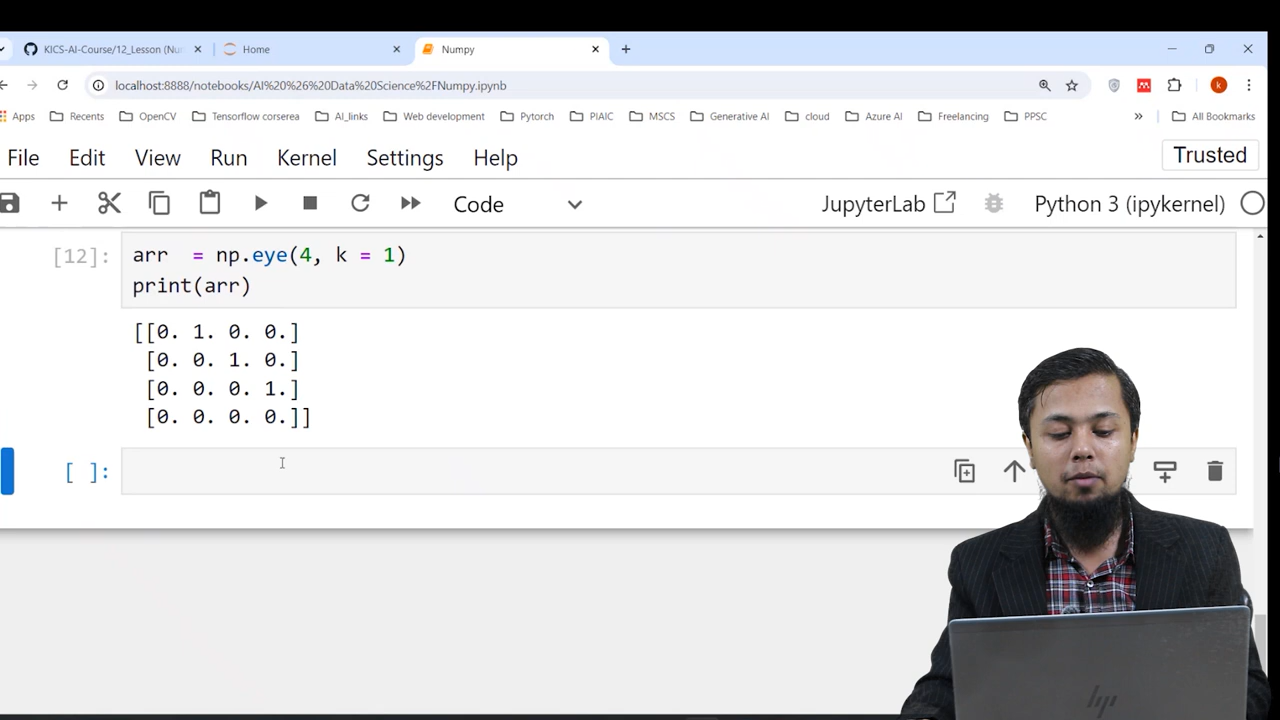 KICS-AI-Course/12_Lesson (Nu
Home
Numpy
localhost:8888/notebooks/AI%20%26%20Data%20Science%2FNumpy.ipynb
k
Apps
Recents
OpenCV
Tensorflow corserea
AI_links
Web development
Pytorch
PIAIC
MSCS
Generative AI
cloud
Azure AI
Freelancing
PPSC
All Bookmarks
File Edit View Run Kernel Settings Help
Trusted
Code
JupyterLab
Python 3 (ipykernel)
[12]:
arr = np.eye(4, k = 1)
print(arr)
[[0. 1. 0. 0.]
[0. 0. 1. 0.]
[0. 0. 0. 1.]
[0. 0. 0. 0.]]
[ ]:
hp